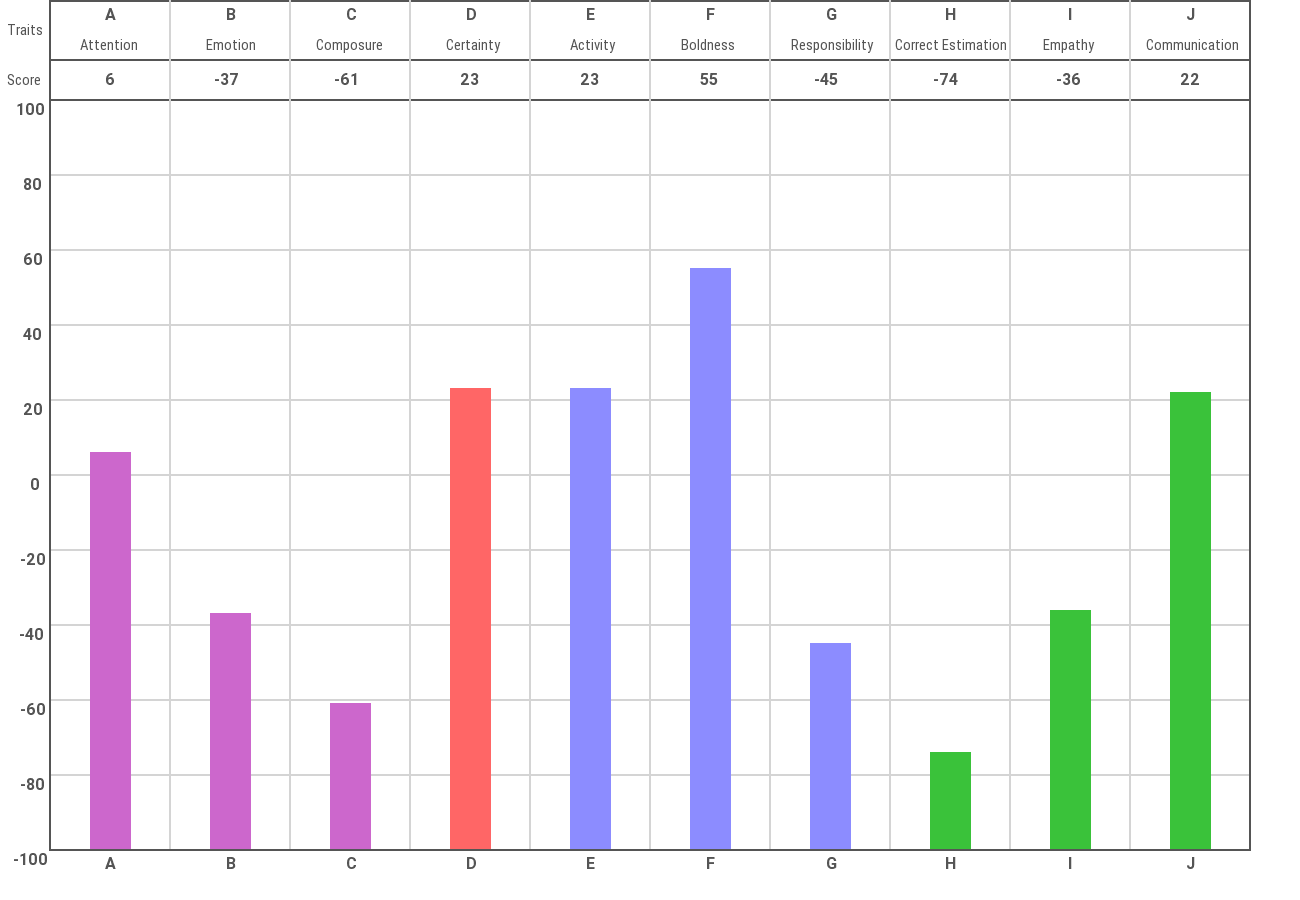 A B C D E F G H I J
Traits
Attention Emotion Composure Certainty Activity Boldness Responsibility Correct Estimation Empathy Communication
Score 6 -37 -61 23 23 55 -45 -74 -36 22
100
80
60
40
20
0
-20
-40
-60
-80
-100
A B C D E F G H I J